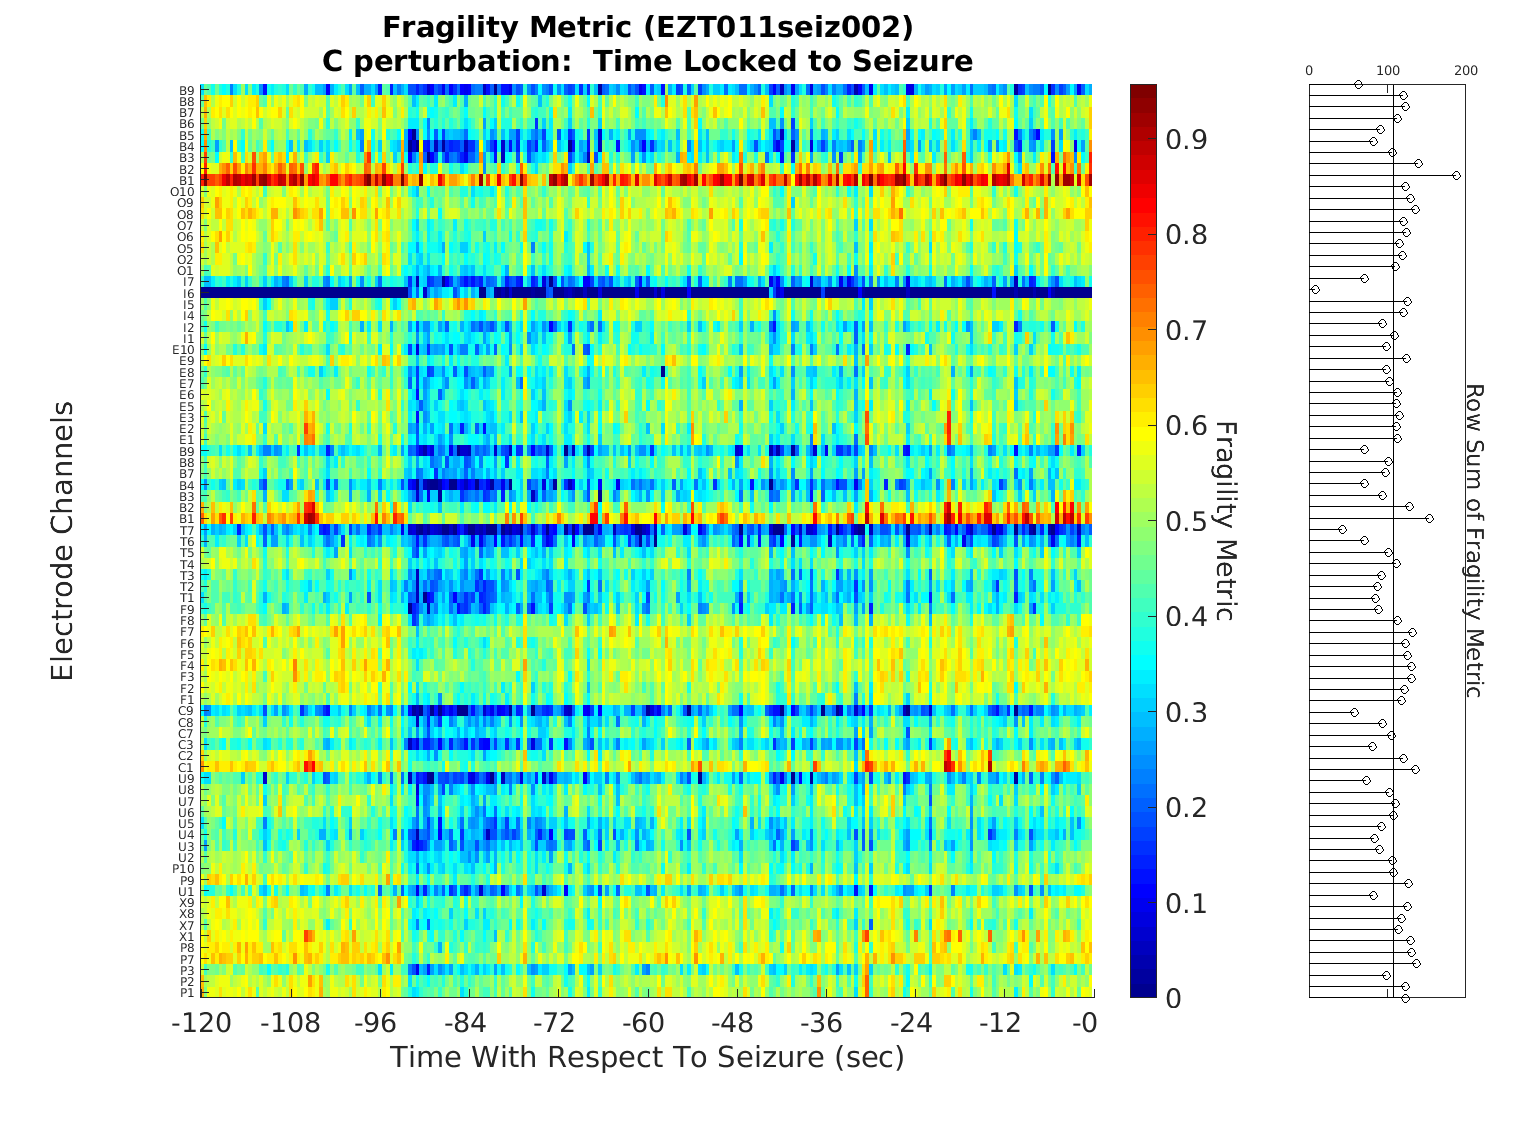 Fragility Metric (EZT011seiz002)
C perturbation:  Time Locked to Seizure
Electrode Channels
B9
B8
B7
B6
B5
B4
B3
B2
B1
O10
O9
O8
O7
O6
O5
O2
O1
I7
I6
I5
I4
I2
I1
E10
E9
E8
E7
E6
E5
E3
E2
E1
B9
B8
B7
B4
B3
B2
B1
T7
T6
T5
T4
T3
T2
T1
F9
F8
F7
F6
F5
F4
F3
F2
F1
C9
C8
C7
C3
C2
C1
U9
U8
U7
U6
U5
U4
U3
U2
P10
P9
U1
X9
X8
X7
X1
P8
P7
P3
P2
P1
-120 -108 -96 -84 -72 -60 -48 -36 -24 -12 -0
Time With Respect To Seizure (sec)
0.9
0.8
0.7
0.6
0.5
0.4
0.3
0.2
0.1
0
Fragility Metric
0 100 200
Row Sum of Fragility Metric